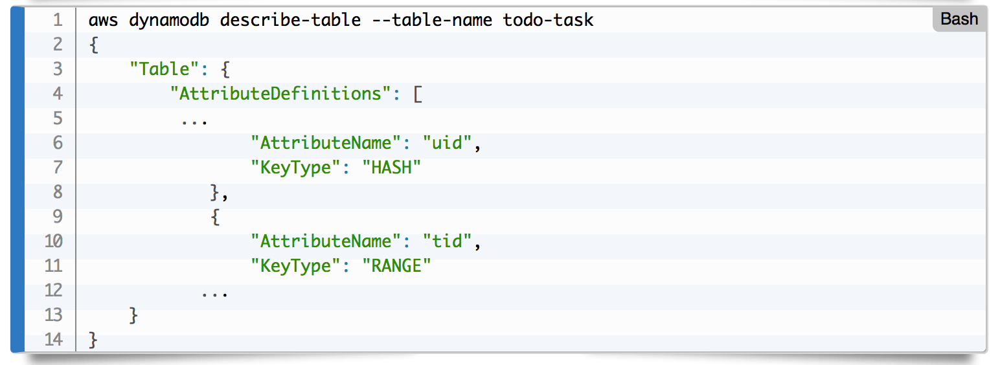 Bash
1 aws dynamodb describe-table --table-name todo-task
2 {
3     "Table": {
4         "AttributeDefinitions": [
5          ...
6                 "AttributeName": "uid",
7                 "KeyType": "HASH"
8             },
9             {
10                 "AttributeName": "tid",
11                 "KeyType": "RANGE"
12            ...
13     }
14 }